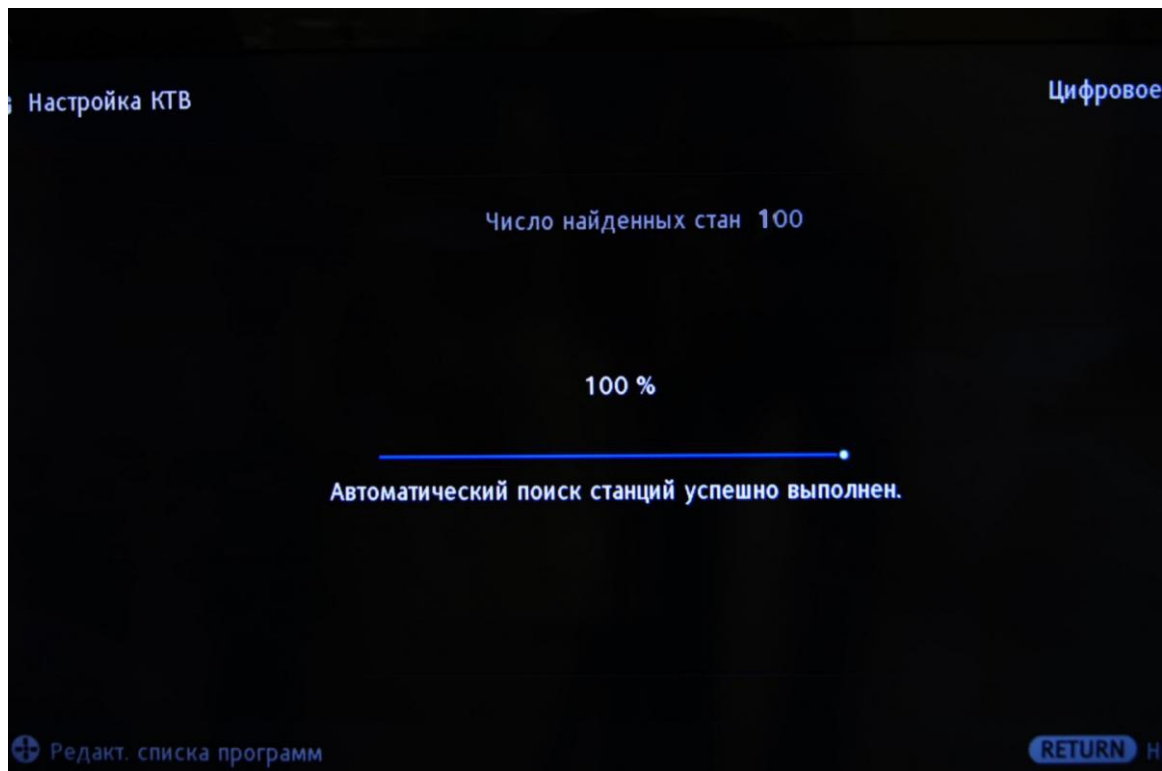 Настройка КТВ
Цифровое
Число найденных стан 100
100 %
Автоматический поиск станций успешно выполнен.
Редакт. списка программ
RETURN Н